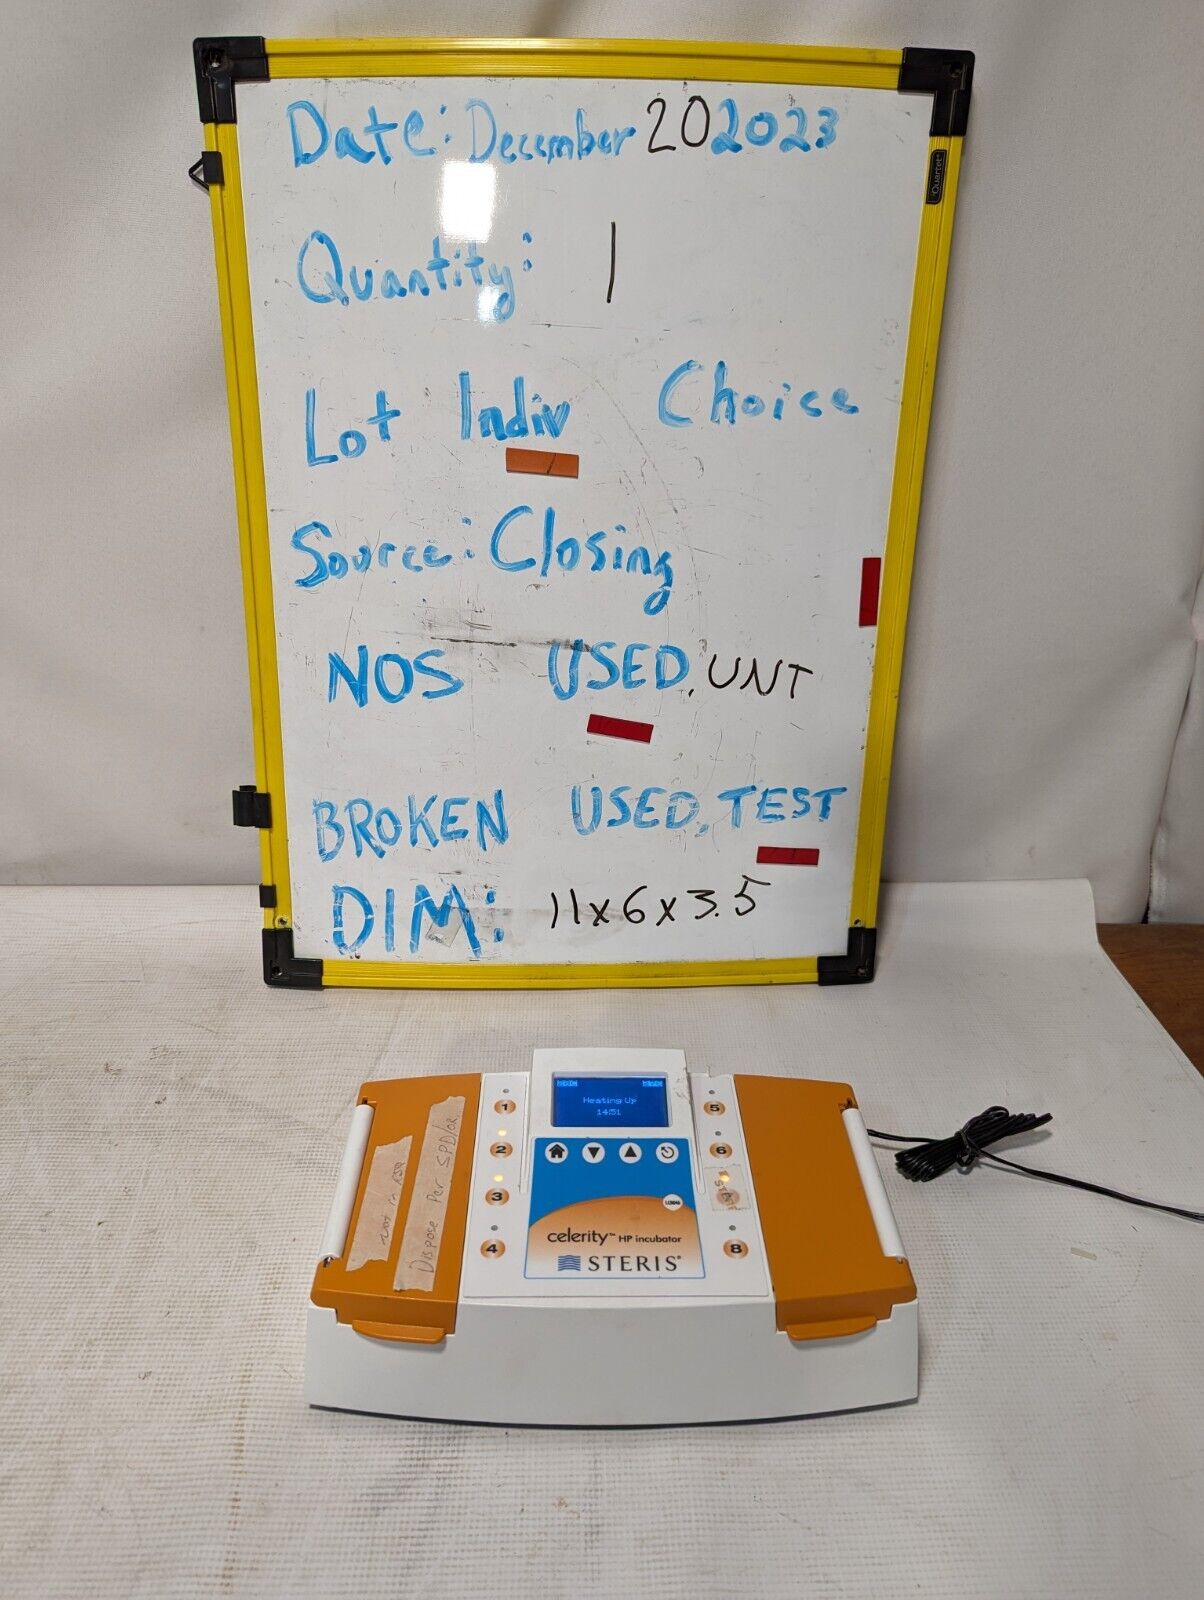 Date: December 20 2023
Quartet
Quantity: 1
Lot Indiv Choice
Source: Closing
NOS USED, UNT
BROKEN USED, TEST
DIM: 11x6x3.5
Heating Up
14:51
1
2
3
4
5
6
8
Dispose Per SPD/OR
LCB045
celerity™ HP incubator
STERIS®